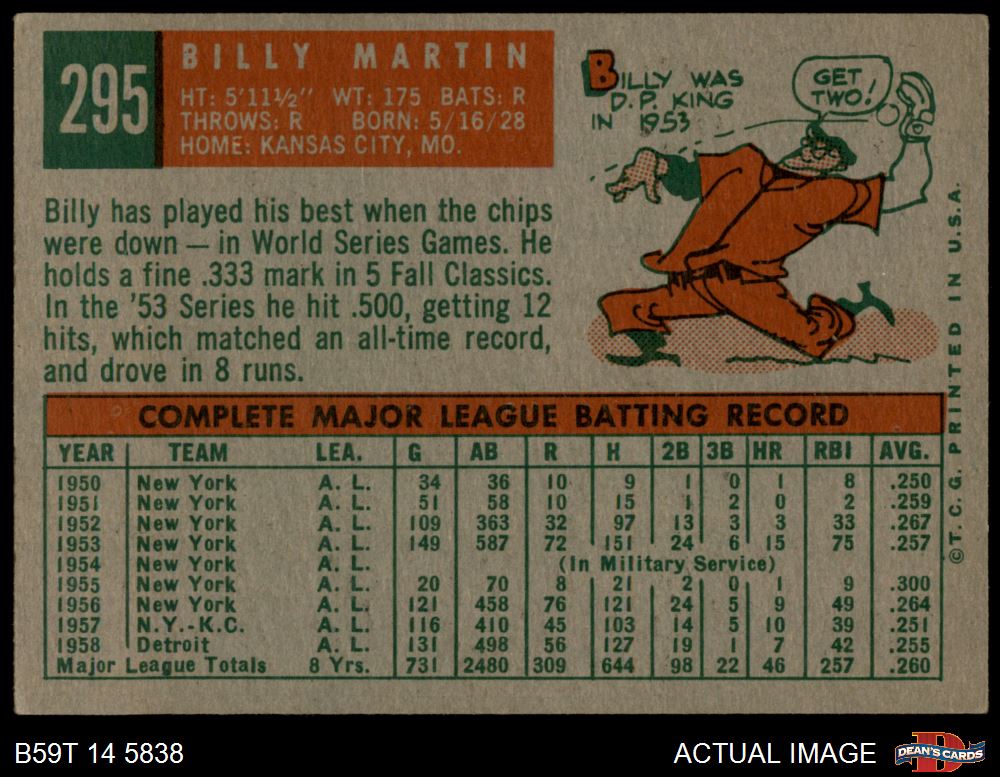 295
BILLY MARTIN
HT: 5'11½" WT: 175 BATS: R
THROWS: R BORN: 5/16/28
HOME: KANSAS CITY, MO.
BILLY WAS
D.P. KING
IN 1953
GET
TWO!
Billy has played his best when the chips
were down — in World Series Games. He
holds a fine .333 mark in 5 Fall Classics.
In the '53 Series he hit .500, getting 12
hits, which matched an all-time record,
and drove in 8 runs.
COMPLETE MAJOR LEAGUE BATTING RECORD
YEAR TEAM LEA. G AB R H 2B 3B HR RBI AVG.
1950 New York A. L. 34 36 10 9 1 0 1 8 .250
1951 New York A. L. 51 58 10 15 1 2 0 2 .259
1952 New York A. L. 109 363 32 97 13 3 3 33 .267
1953 New York A. L. 149 587 72 151 24 6 15 75 .257
1954 New York A. L. (In Military Service)
1955 New York A. L. 20 70 8 21 2 0 1 9 .300
1956 New York A. L. 121 458 76 121 24 5 9 49 .264
1957 N.Y.-K.C. A. L. 116 410 45 103 14 5 10 39 .251
1958 Detroit A. L. 131 498 56 127 19 1 7 42 .255
Major League Totals 8 Yrs. 731 2480 309 644 98 22 46 257 .260
©T. C. G. PRINTED IN U.S.A.
B59T 14 5838
ACTUAL IMAGE
D
DEAN'S CARDS